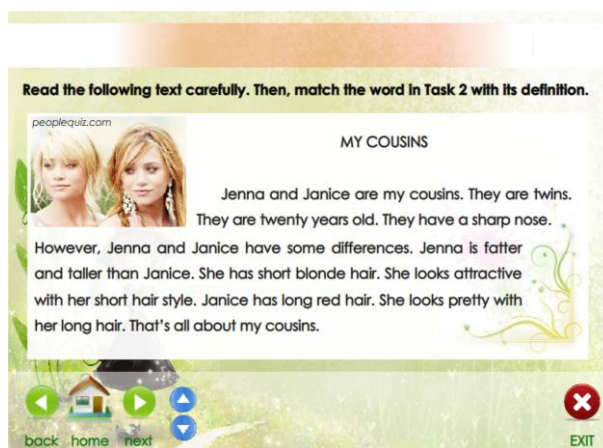 Read the following text carefully. Then, match the word in Task 2 with its definition.
peoplequiz.com
MY COUSINS
Jenna and Janice are my cousins. They are twins.
They are twenty years old. They have a sharp nose.
However, Jenna and Janice have some differences. Jenna is fatter
and taller than Janice. She has short blonde hair. She looks attractive
with her short hair style. Janice has long red hair. She looks pretty with
her long hair. That's all about my cousins.
back home next
EXIT